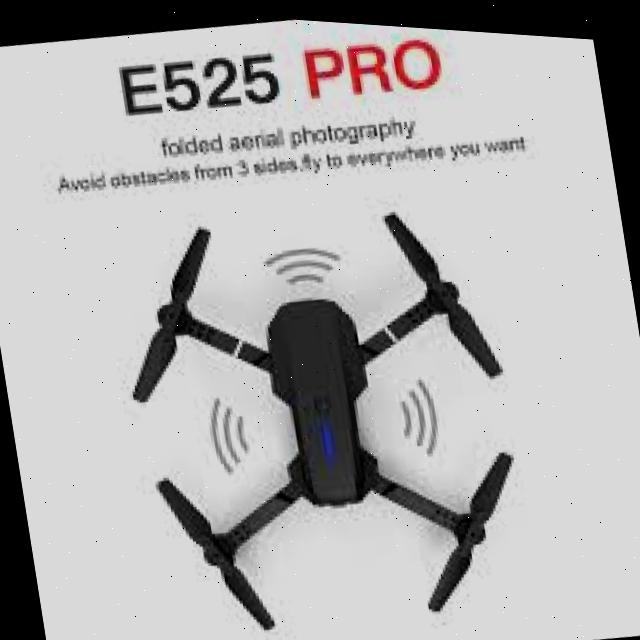 E525 PRO
folded aerial photography
Avoid obstacles from 3 sides,fly to everywhere you want